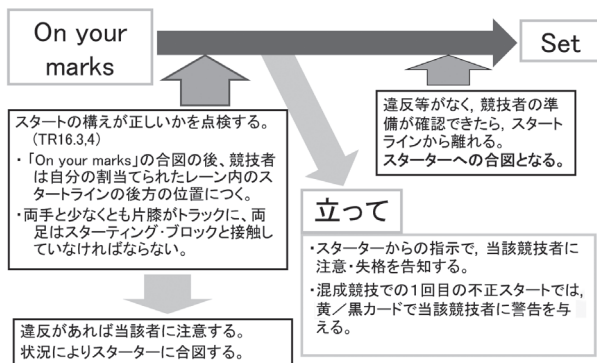 On your
marks
Set
スタートの構えが正しいかを点検する。
(TR16.3,4)
・「On your marks」の合図の後、競技者
は自分の割当てられたレーン内のス
タートラインの後方の位置につく。
・両手と少なくとも片膝がトラックに、両
足はスターティング・ブロックと接触し
ていなければならない。
違反があれば当該者に注意する。
状況によりスターターに合図する。
違反等がなく，競技者の準
備が確認できたら，スタート
ラインから離れる。
スターターへの合図となる。
立って
・スターターからの指示で，当該競技者に
注意・失格を告知する。
・混成競技での１回目の不正スタートでは，
黄／黒カードで当該競技者に警告を与
える。